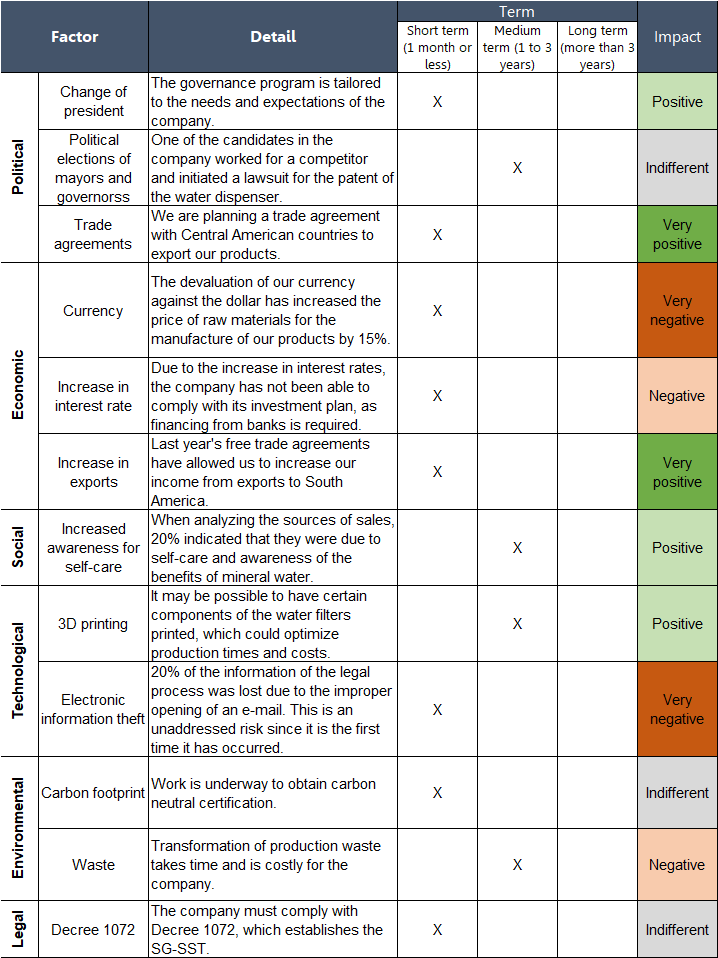 Factor
Detail
Term
Impact
Short term
(1 month or
less)
Medium
term (1 to 3
years)
Long term
(more than 3
years)
Political
Change of
president
The governance program is tailored
to the needs and expectations of the
company.
X
Positive
Political
elections of
mayors and
governorss
One of the candidates in the
company worked for a competitor
and initiated a lawsuit for the patent of
the water dispenser.
X
Indifferent
Trade
agreements
We are planning a trade agreement
with Central American countries to
export our products.
X
Very
positive
Economic
Currency
The devaluation of our currency
against the dollar has increased the
price of raw materials for the
manufacture of our products by 15%.
X
Very
negative
Increase in
interest rate
Due to the increase in interest rates,
the company has not been able to
comply with its investment plan, as
financing from banks is required.
X
Negative
Increase in
exports
Last year's free trade agreements
have allowed us to increase our
income from exports to South
America.
X
Very
positive
Social
Increased
awareness for
self-care
When analyzing the sources of sales,
20% indicated that they were due to
self-care and awareness of the
benefits of mineral water.
X
Positive
Technological
3D printing
It may be possible to have certain
components of the water filters
printed, which could optimize
production times and costs.
X
Positive
Electronic
information theft
20% of the information of the legal
process was lost due to the improper
opening of an e-mail. This is an
unaddressed risk since it is the first
time it has occurred.
X
Very
negative
Environmental
Carbon footprint
Work is underway to obtain carbon
neutral certification.
X
Indifferent
Waste
Transformation of production waste
takes time and is costly for the
company.
X
Negative
Legal
Decree 1072
The company must comply with
Decree 1072, which establishes the
SG-SST.
X
Indifferent